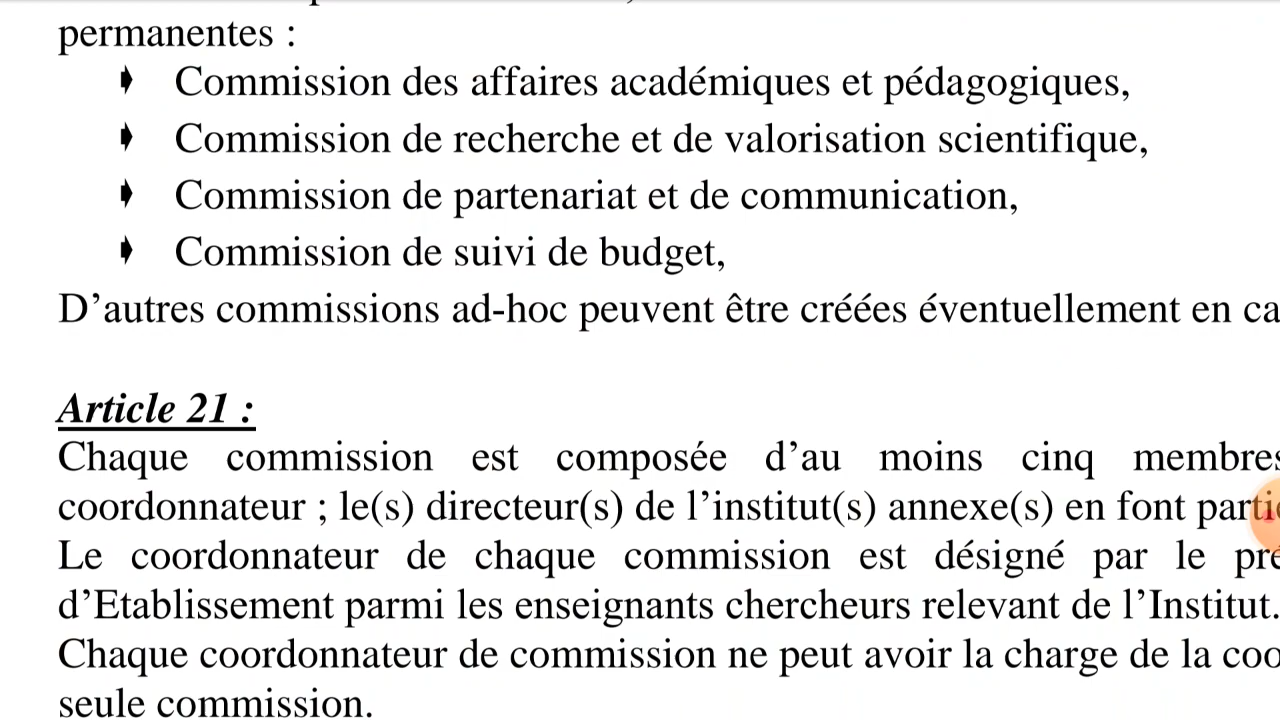 permanentes :
Commission des affaires académiques et pédagogiques,
Commission de recherche et de valorisation scientifique,
Commission de partenariat et de communication,
Commission de suivi de budget,
D’autres commissions ad-hoc peuvent être créées éventuellement en ca
Article 21 :
Chaque commission est composée d’au moins cinq membres
coordonnateur ; le(s) directeur(s) de l’institut(s) annexe(s) en font partie
Le coordonnateur de chaque commission est désigné par le pré
d’Etablissement parmi les enseignants chercheurs relevant de l’Institut.
Chaque coordonnateur de commission ne peut avoir la charge de la coo
seule commission.